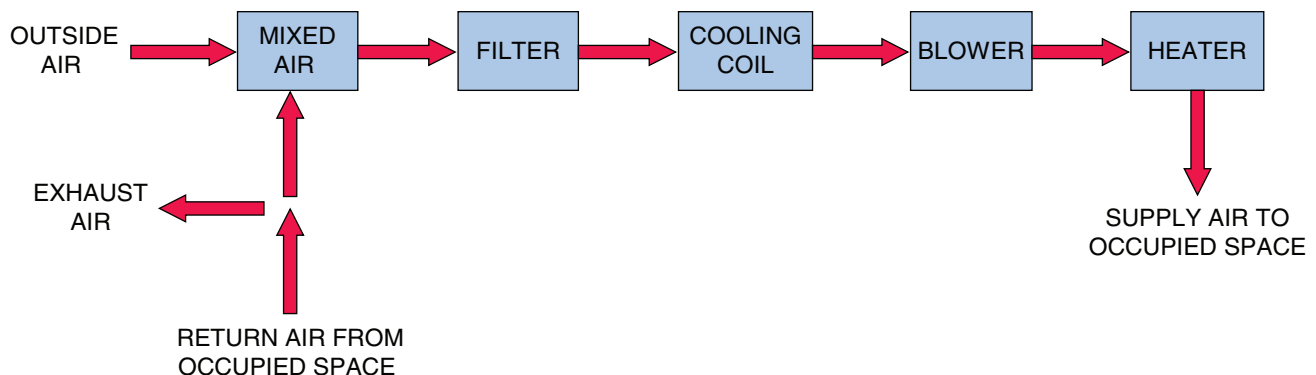 OUTSIDE
AIR
MIXED
AIR
FILTER
COOLING
COIL
BLOWER
HEATER
EXHAUST
AIR
SUPPLY AIR TO
OCCUPIED SPACE
RETURN AIR FROM
OCCUPIED SPACE